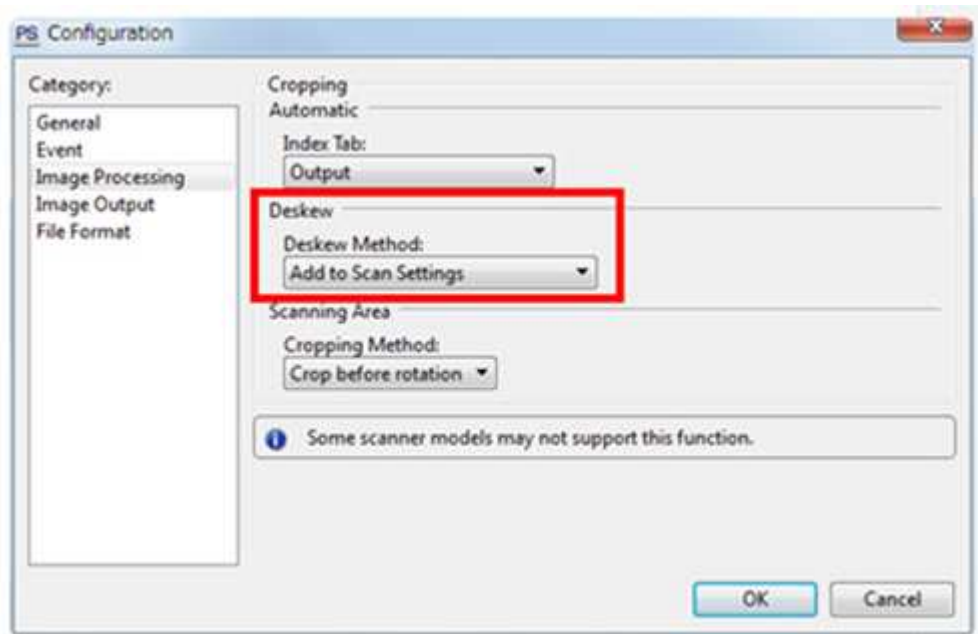 PS Configuration
Category:
General
Event
Image Processing
Image Output
File Format
Cropping
Automatic
Index Tab:
Output
Deskew
Deskew Method:
Add to Scan Settings
Scanning Area
Cropping Method:
Crop before rotation
Some scanner models may not support this function.
OK
Cancel